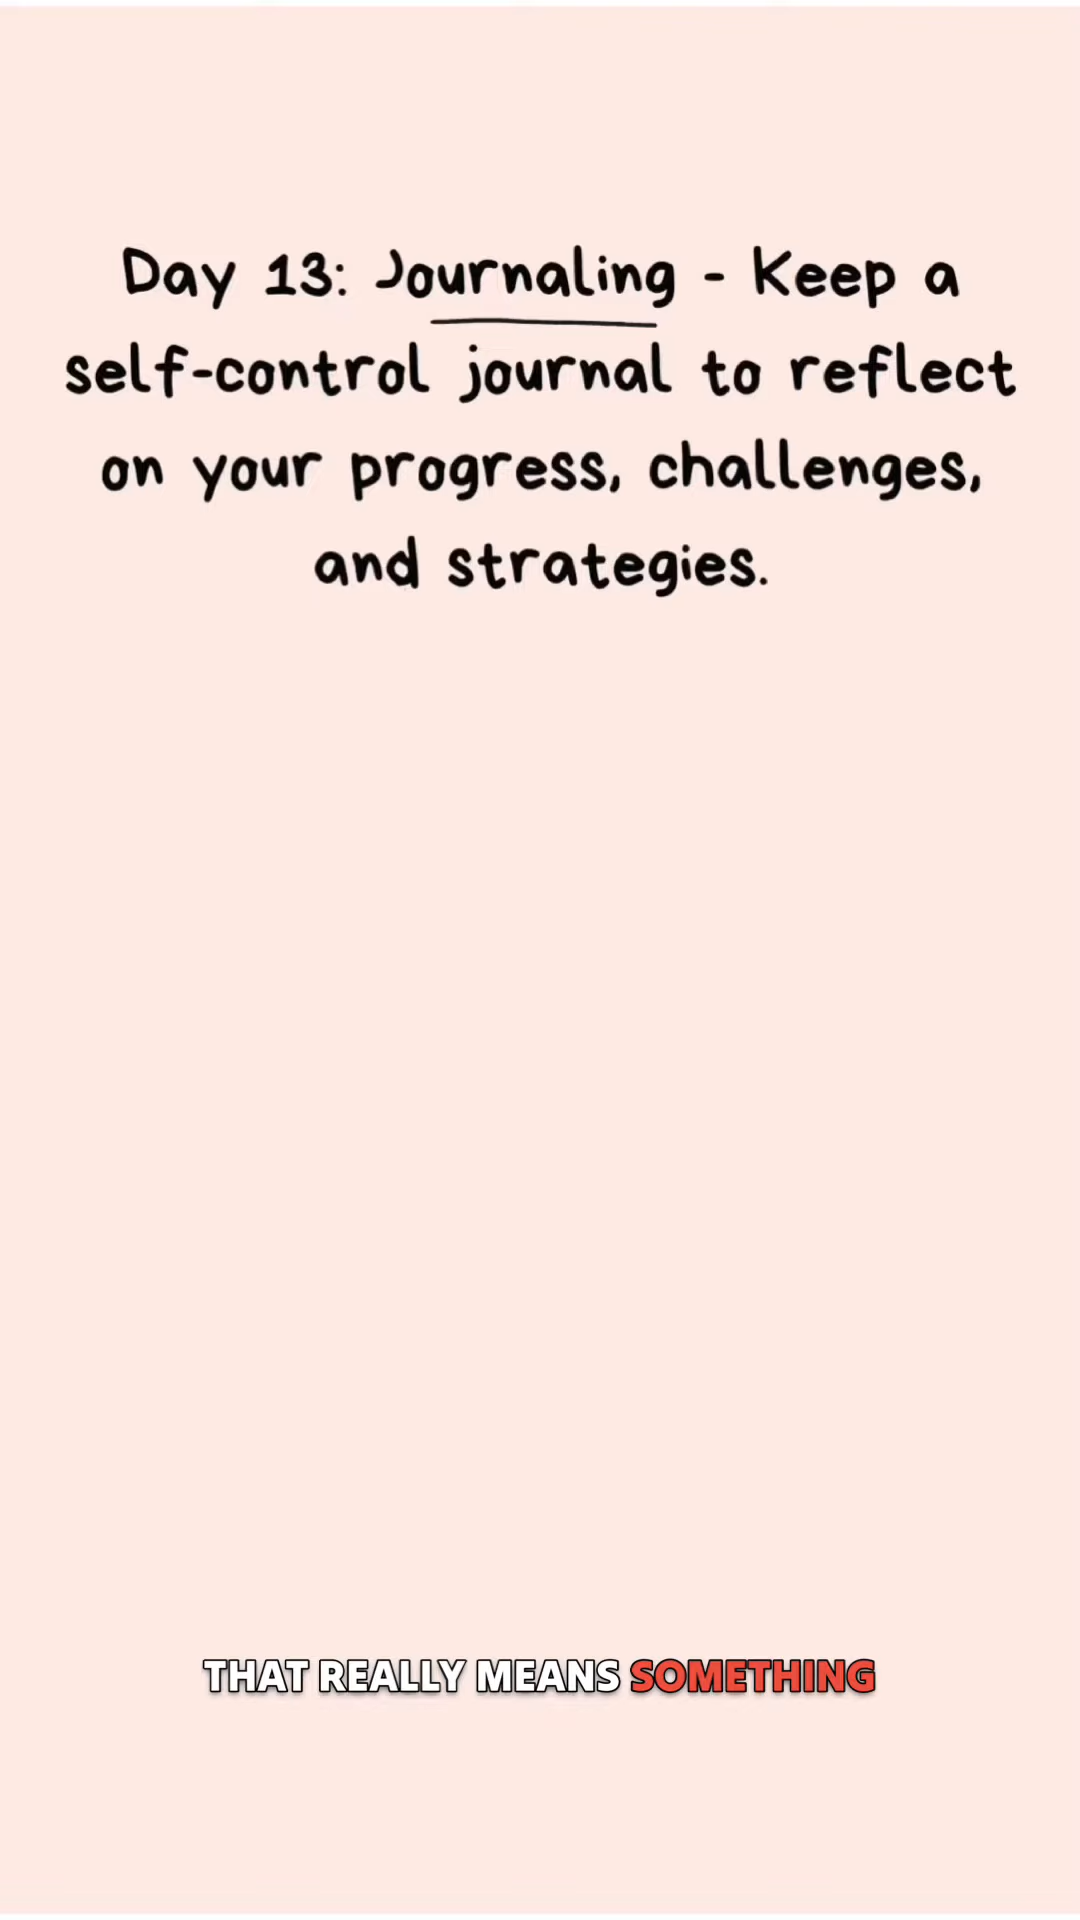 Day 13: Journaling - Keep a
self-control journal to reflect
on your progress, challenges,
and strategies.
THAT REALLY MEANS SOMETHING